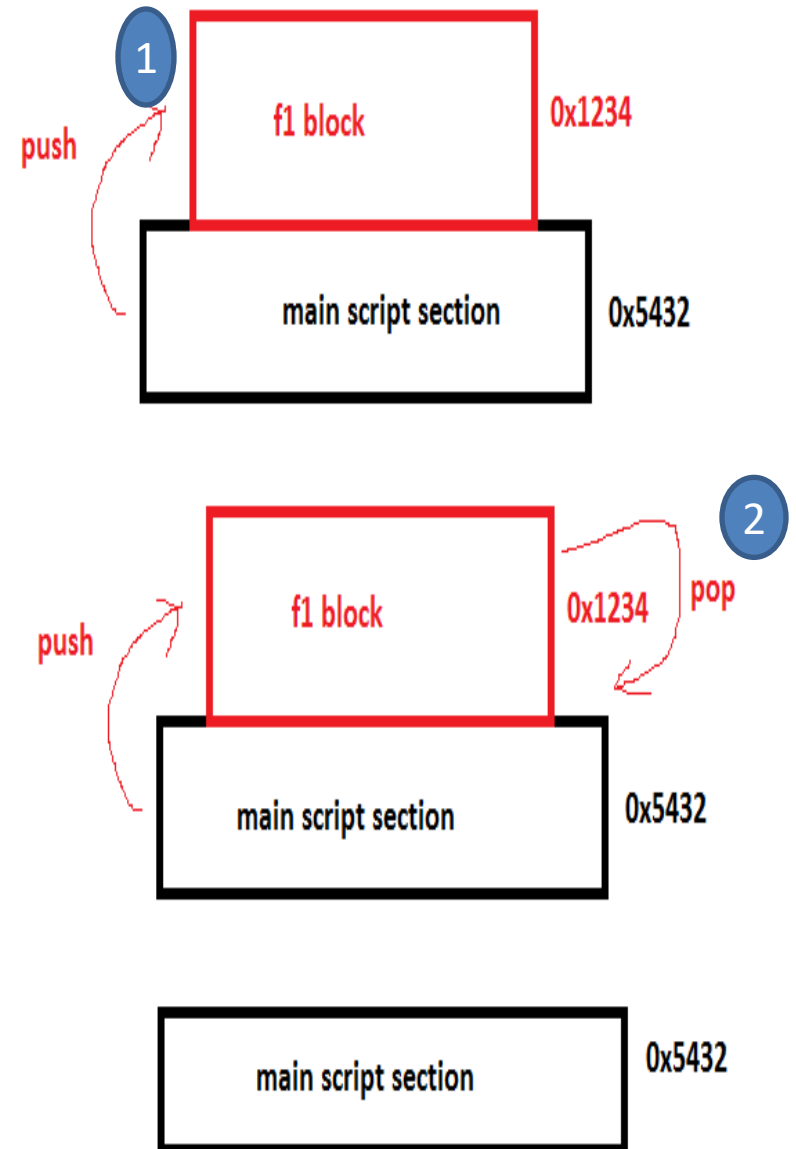 1
f1 block
0x1234
push
main script section
0x5432
2
f1 block
0x1234
pop
push
main script section
0x5432
main script section
0x5432